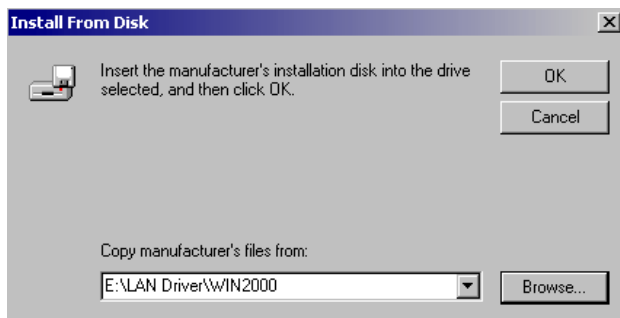 Install From Disk
Insert the manufacturer's installation disk into the drive
selected, and then click OK.
OK
Cancel
Copy manufacturer's files from:
E:\LAN Driver\WIN2000
Browse...